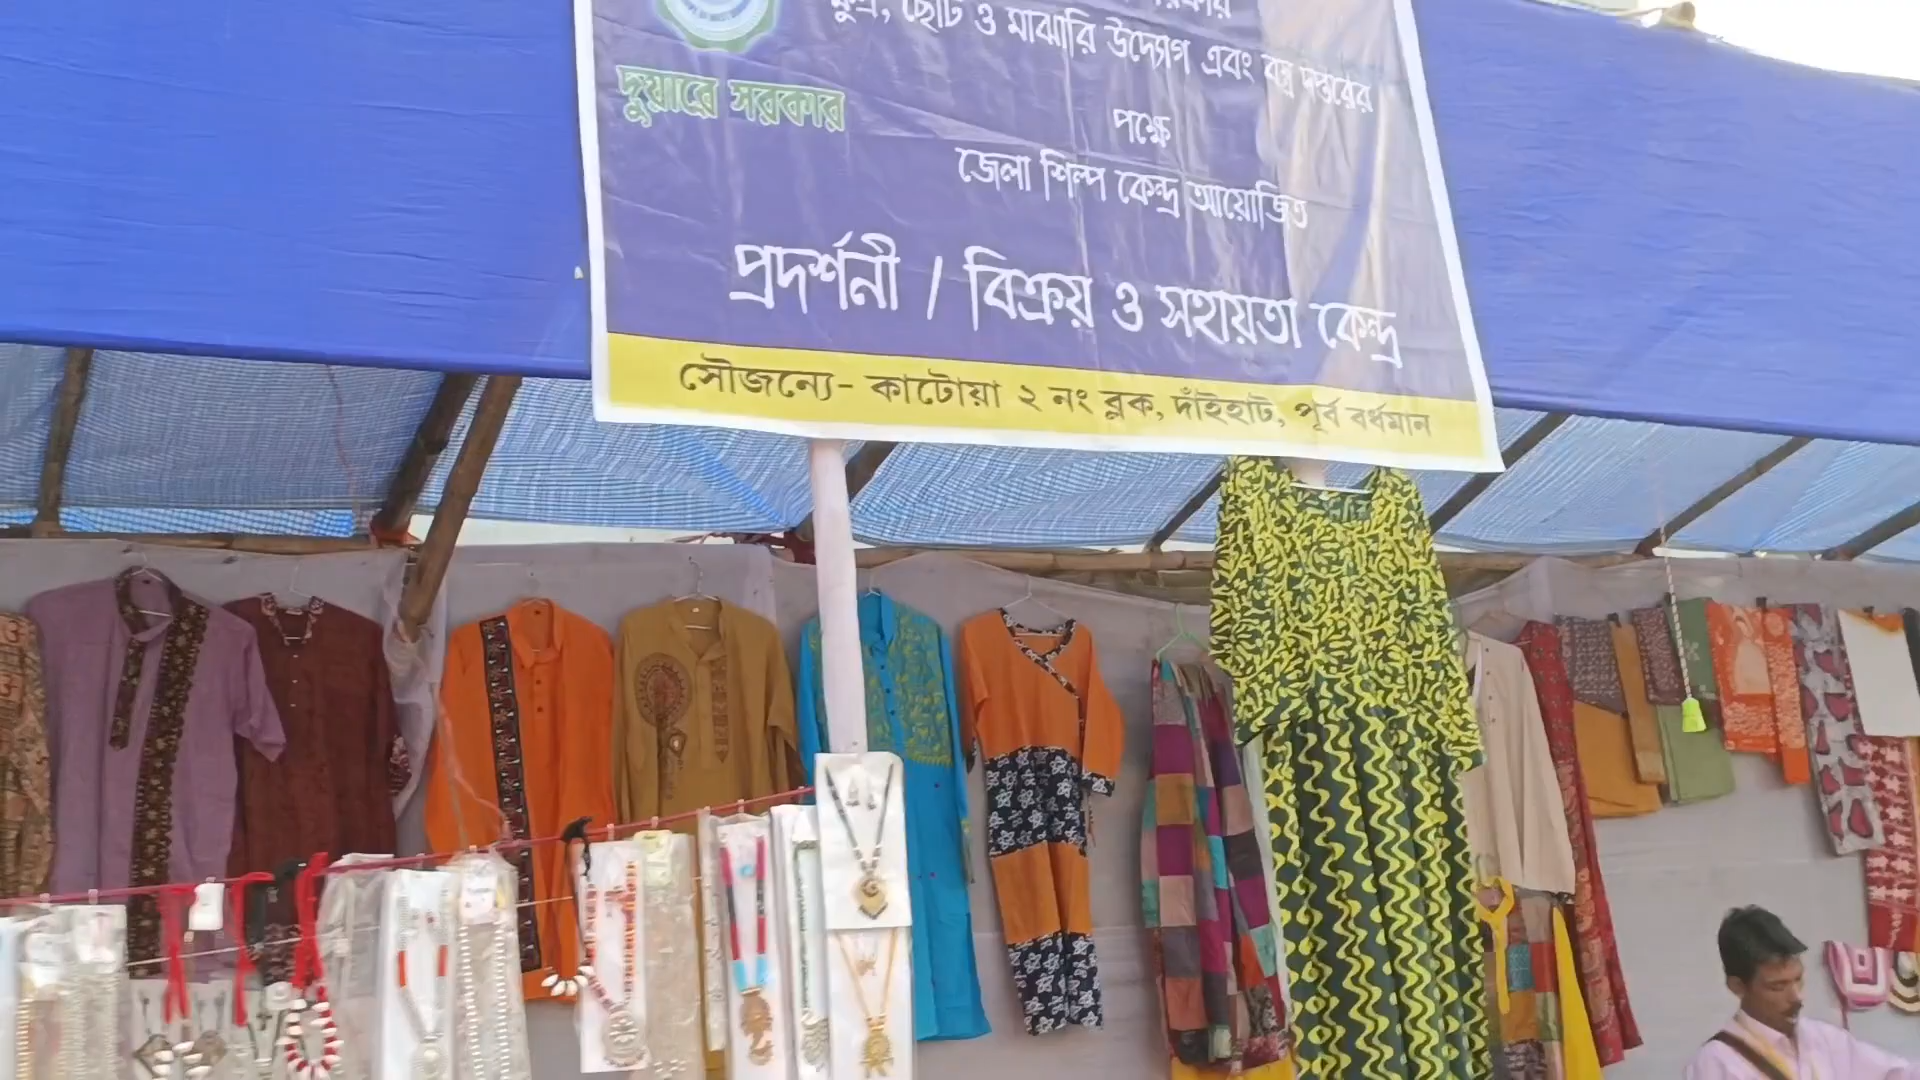 ক্ষুদ্র, ছোট ও মাঝারি উদ্যোগ এবং বস্ত্র দপ্তরের
দুয়ারে সরকার
পক্ষে
জেলা শিল্প কেন্দ্র আয়োজিত
প্রদর্শনী / বিক্রয় ও সহায়তা কেন্দ্র
সৌজন্যে- কাটোয়া ২ নং ব্লক, দাঁইহাট, পূর্ব বর্ধমান